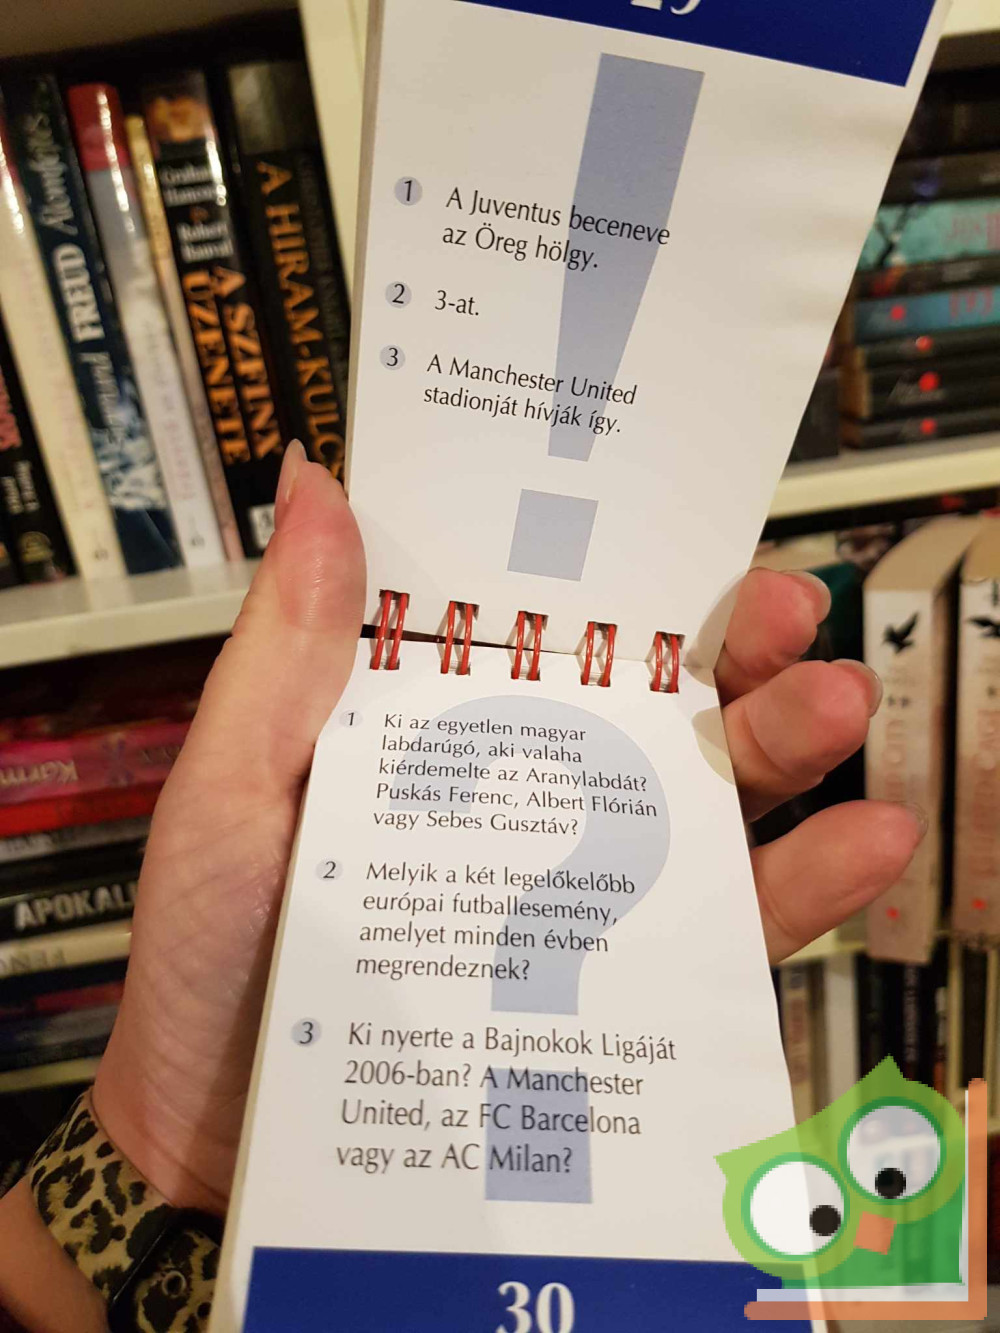 1 A Juventus beceneve
az Öreg hölgy.
2 3-at.
3 A Manchester United
stadionját hívják így.
1 Ki az egyetlen magyar
labdarúgó, aki valaha
kiérdemelte az Aranylabdát?
Puskás Ferenc, Albert Flórián
vagy Sebes Gusztáv?
2 Melyik a két legelőkelőbb
európai futballesemény,
amelyet minden évben
megrendeznek?
3 Ki nyerte a Bajnokok Ligáját
2006-ban? A Manchester
United, az FC Barcelona
vagy az AC Milan?
30
FREUD
A SZFINX
ÜZENETE
A HIRAM-KULCS
APOKALI
Karm